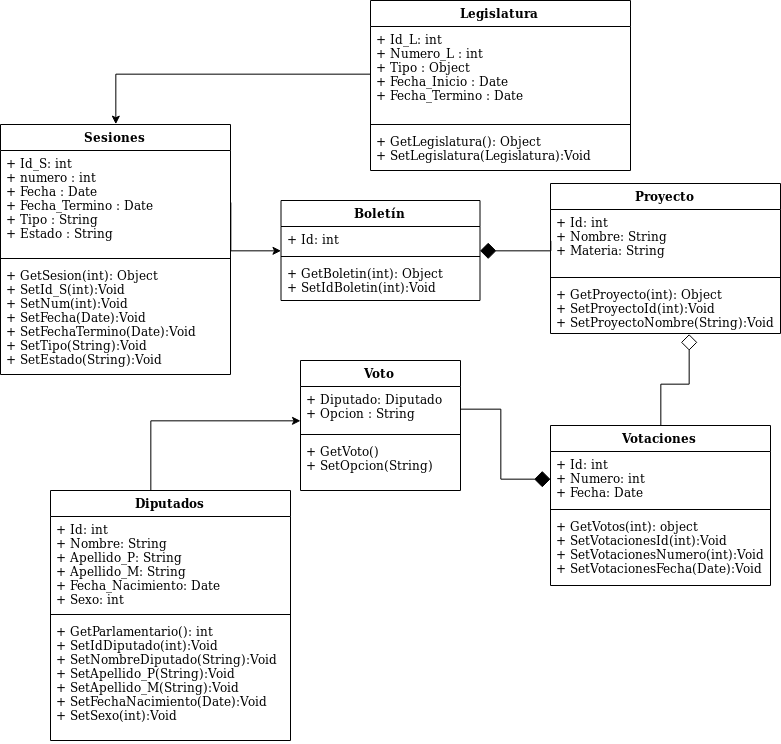 Legislatura
+ Id_L: int
+ Numero_L : int
+ Tipo : Object
+ Fecha_Inicio : Date
+ Fecha_Termino : Date
+ GetLegislatura(): Object
+ SetLegislatura(Legislatura):Void
Sesiones
+ Id_S: int
+ numero : int
+ Fecha : Date
+ Fecha_Termino : Date
+ Tipo : String
+ Estado : String
+ GetSesion(int): Object
+ SetId_S(int):Void
+ SetNum(int):Void
+ SetFecha(Date):Void
+ SetFechaTermino(Date):Void
+ SetTipo(String):Void
+ SetEstado(String):Void
Boletín
+ Id: int
+ GetBoletin(int): Object
+ SetIdBoletin(int):Void
Proyecto
+ Id: int
+ Nombre: String
+ Materia: String
+ GetProyecto(int): Object
+ SetProyectoId(int):Void
+ SetProyectoNombre(String):Void
Voto
+ Diputado: Diputado
+ Opcion : String
+ GetVoto()
+ SetOpcion(String)
Votaciones
+ Id: int
+ Numero: int
+ Fecha: Date
+ GetVotos(int): object
+ SetVotacionesId(int):Void
+ SetVotacionesNumero(int):Void
+ SetVotacionesFecha(Date):Void
Diputados
+ Id: int
+ Nombre: String
+ Apellido_P: String
+ Apellido_M: String
+ Fecha_Nacimiento: Date
+ Sexo: int
+ GetParlamentario(): int
+ SetIdDiputado(int):Void
+ SetNombreDiputado(String):Void
+ SetApellido_P(String):Void
+ SetApellido_M(String):Void
+ SetFechaNacimiento(Date):Void
+ SetSexo(int):Void